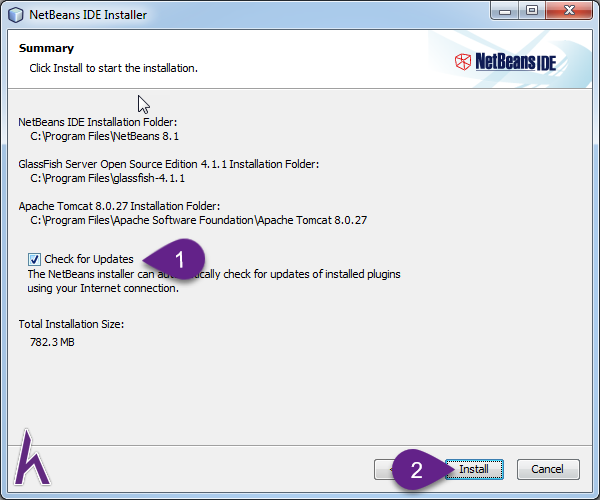 NetBeans IDE Installer
Summary
Click Install to start the installation.
NetBeans IDE
NetBeans IDE Installation Folder:
C:\Program Files\NetBeans 8.1
GlassFish Server Open Source Edition 4.1.1 Installation Folder:
C:\Program Files\glassfish-4.1.1
Apache Tomcat 8.0.27 Installation Folder:
C:\Program Files\Apache Software Foundation\Apache Tomcat 8.0.27
Check for Updates 1
The NetBeans installer can automatically check for updates of installed plugins
using your Internet connection.
Total Installation Size:
782.3 MB
2 Install Cancel